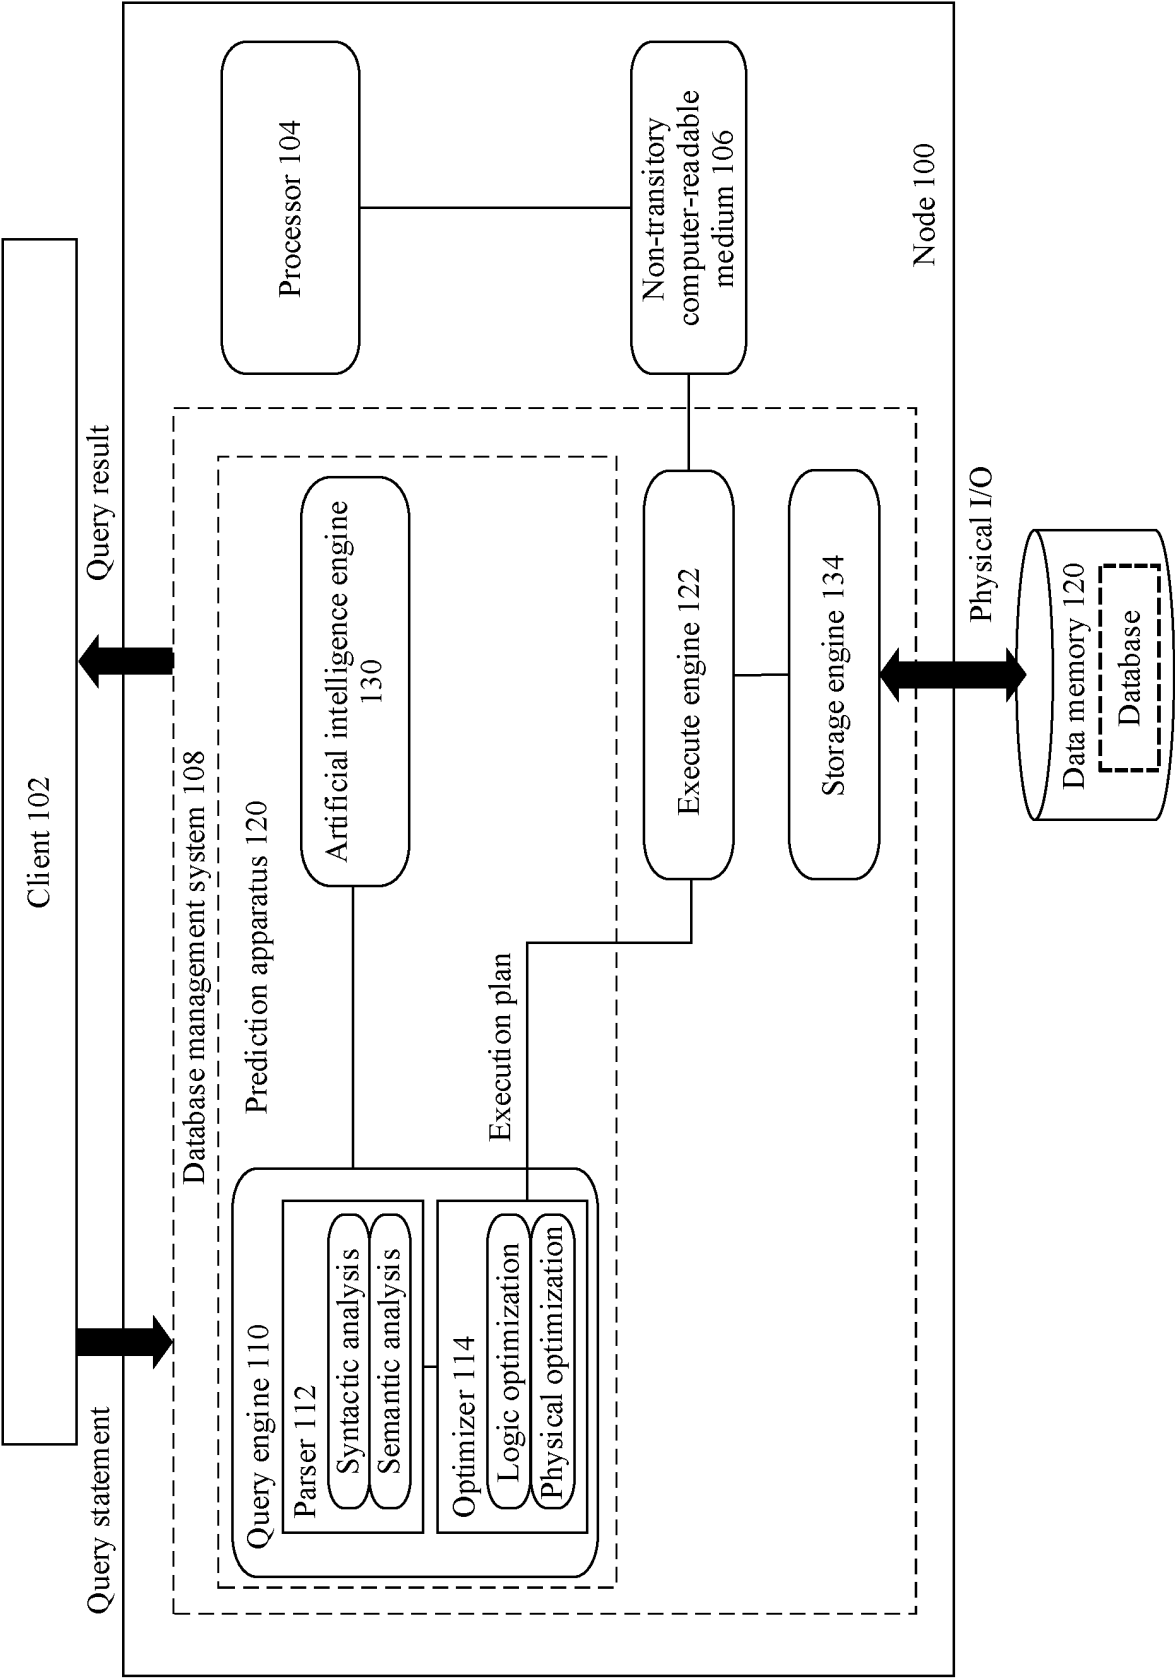 Client 102
Query statement
Query result
Database management system 108
Prediction apparatus 120
Query engine 110
Parser 112
Syntactic analysis
Semantic analysis
Optimizer 114
Logic optimization
Physical optimization
Artificial intelligence engine
130
Execution plan
Execute engine 122
Storage engine 134
Processor 104
Non-transitory
computer-readable
medium 106
Node 100
Physical I/O
Data memory 120
Database